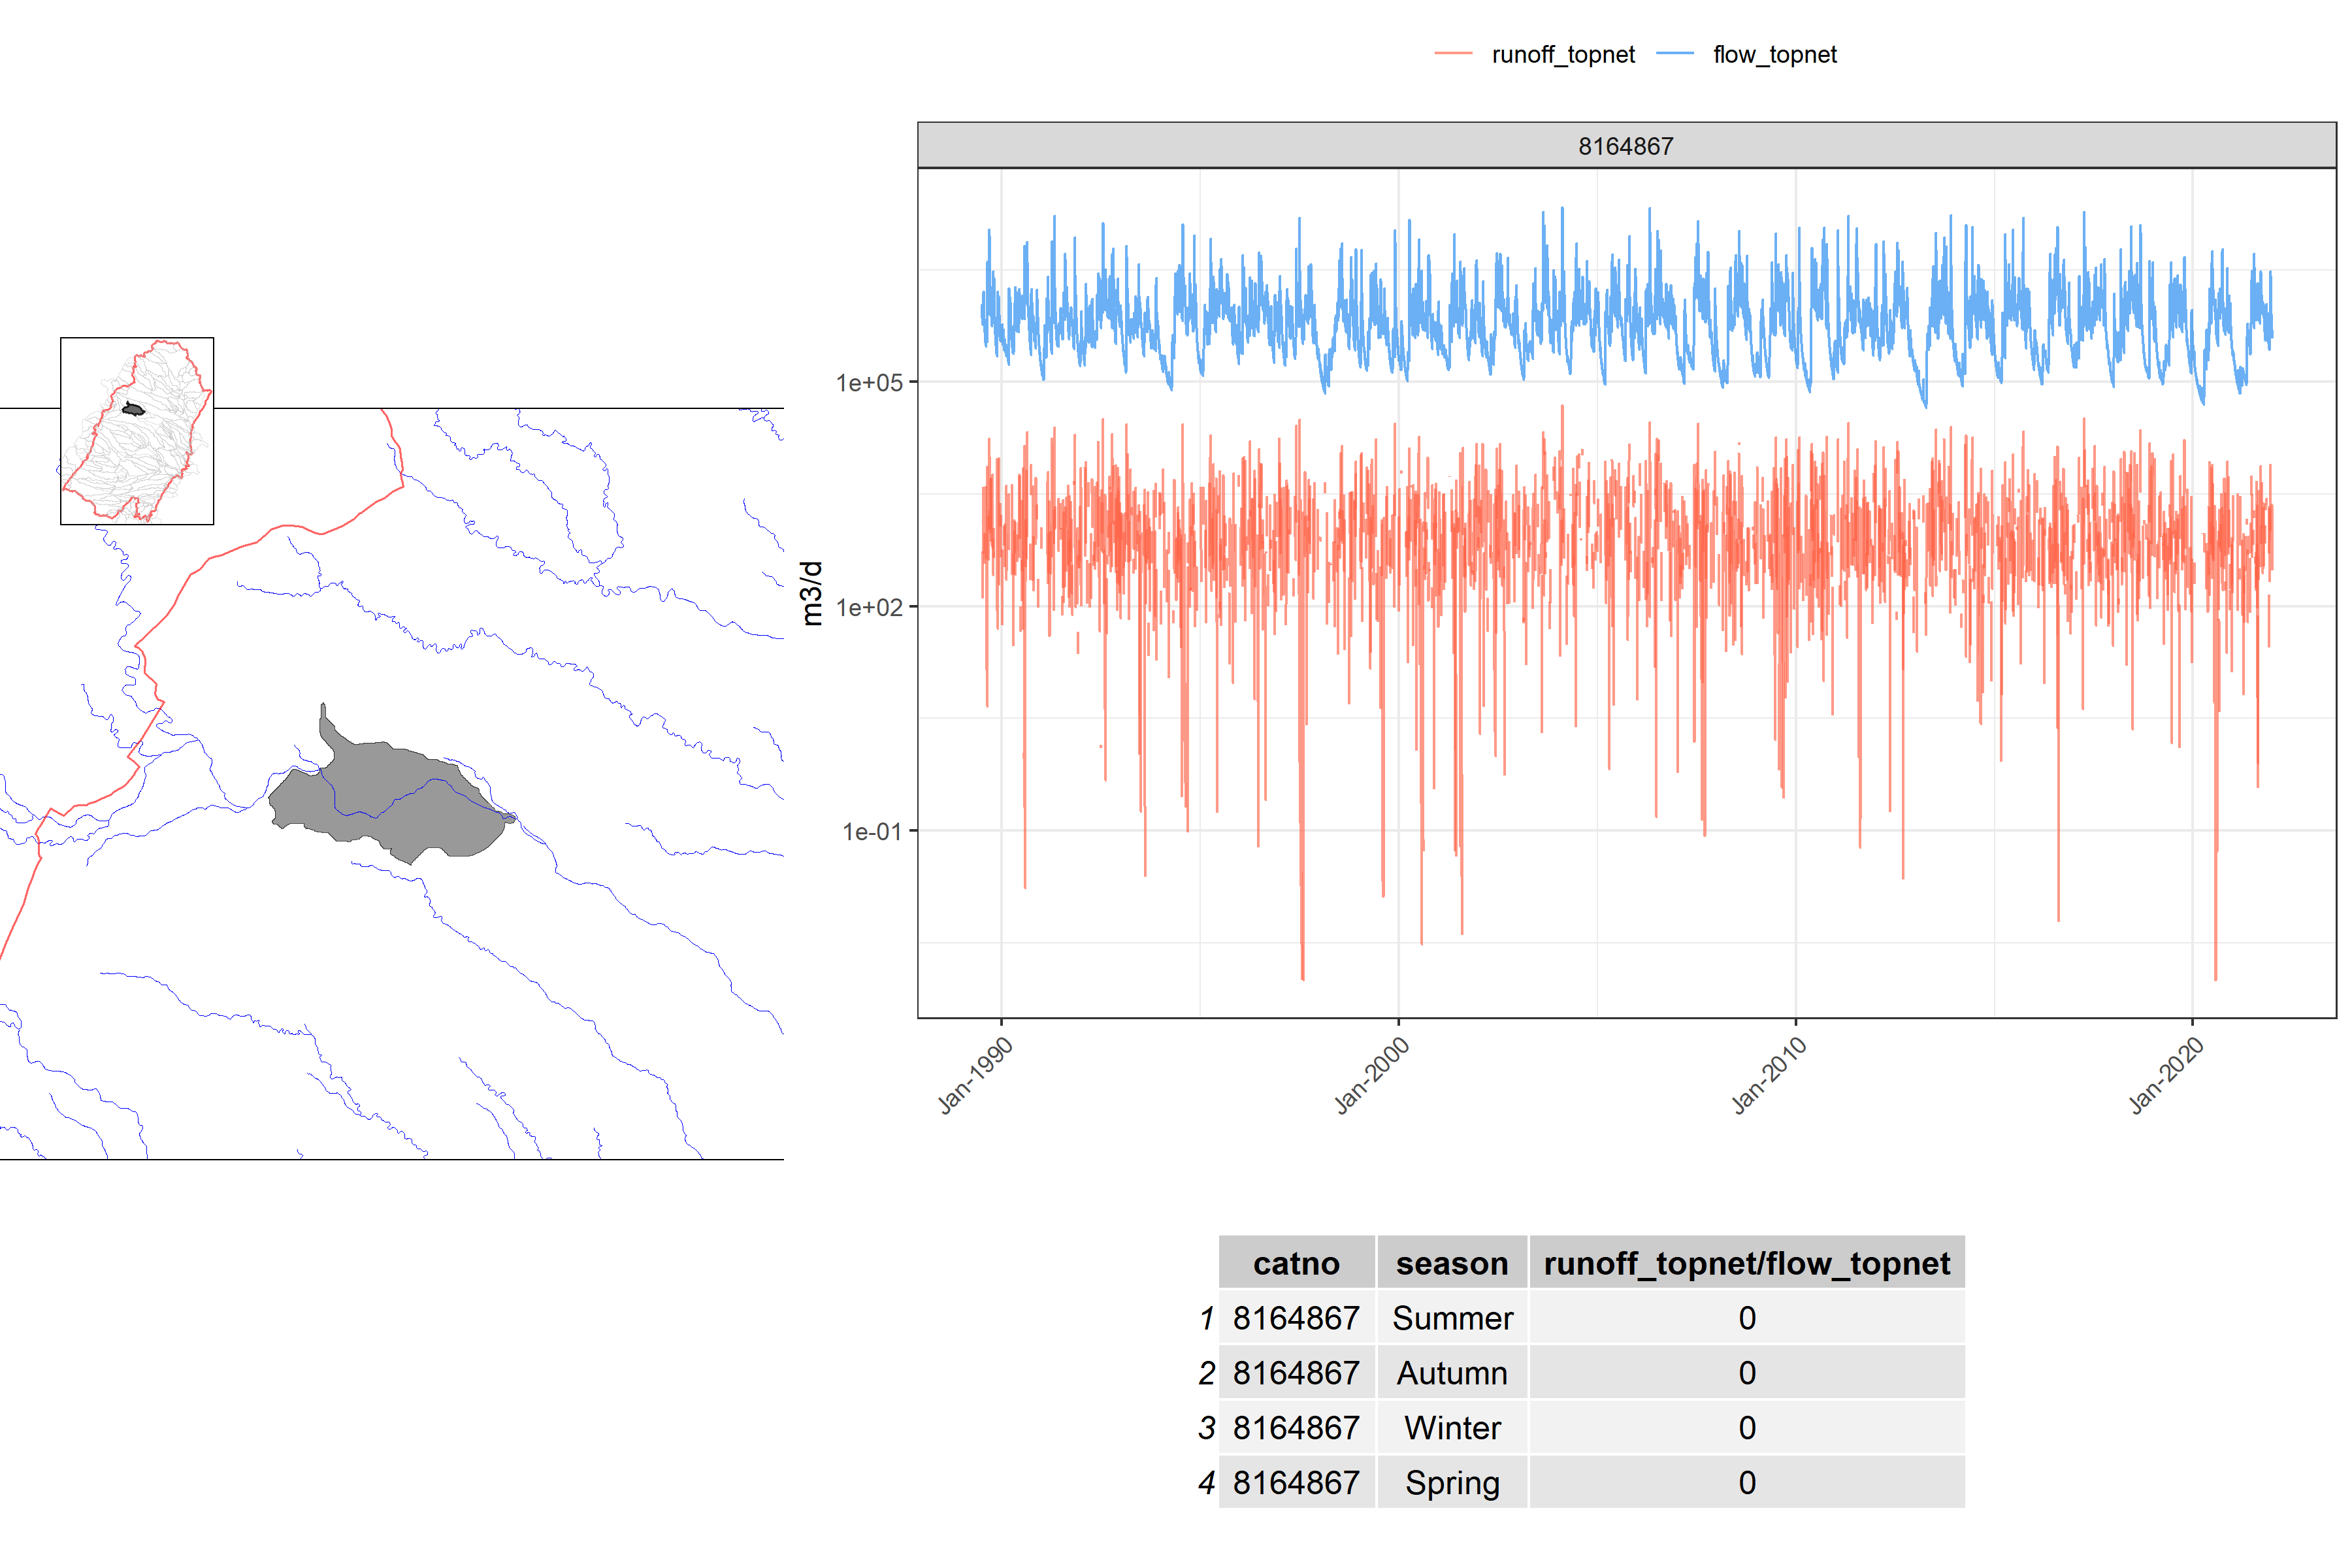 runoff_topnet flow_topnet
8164867
m3/d
1e+05
1e+02
1e-01
Jan-1990 Jan-2000 Jan-2010 Jan-2020
catno season runoff_topnet/flow_topnet
1 8164867 Summer 0
2 8164867 Autumn 0
3 8164867 Winter 0
4 8164867 Spring 0